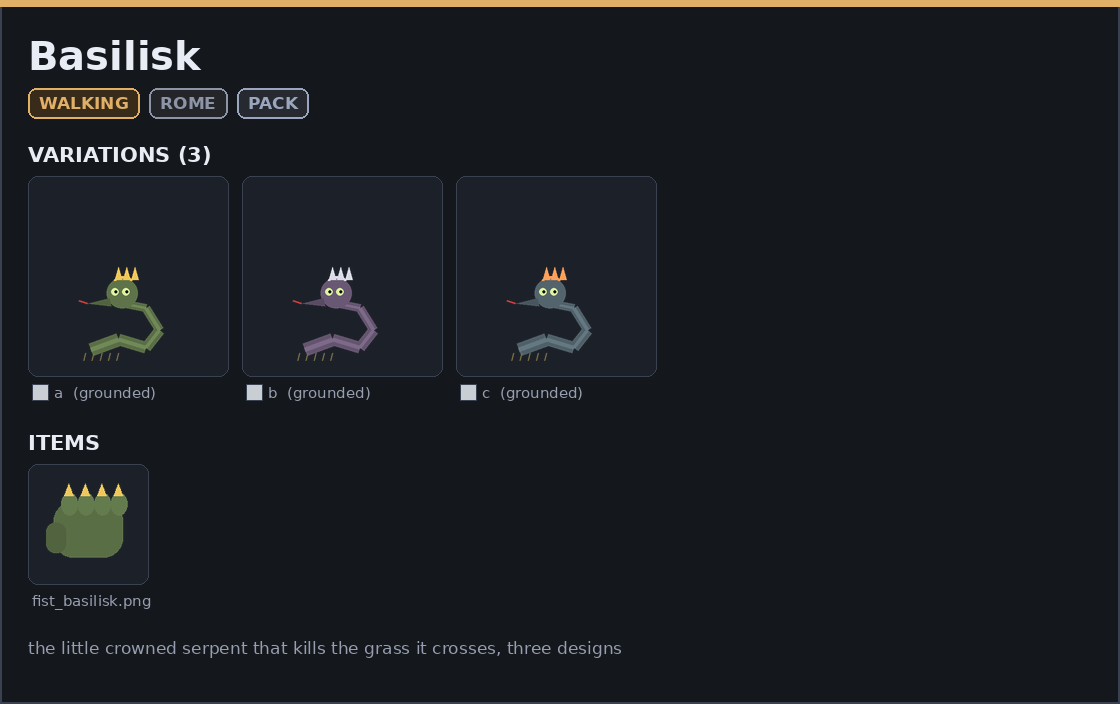 Basilisk
WALKING ROME PACK
VARIATIONS (3)
a (grounded) b (grounded) c (grounded)
ITEMS
fist_basilisk.png
the little crowned serpent that kills the grass it crosses, three designs